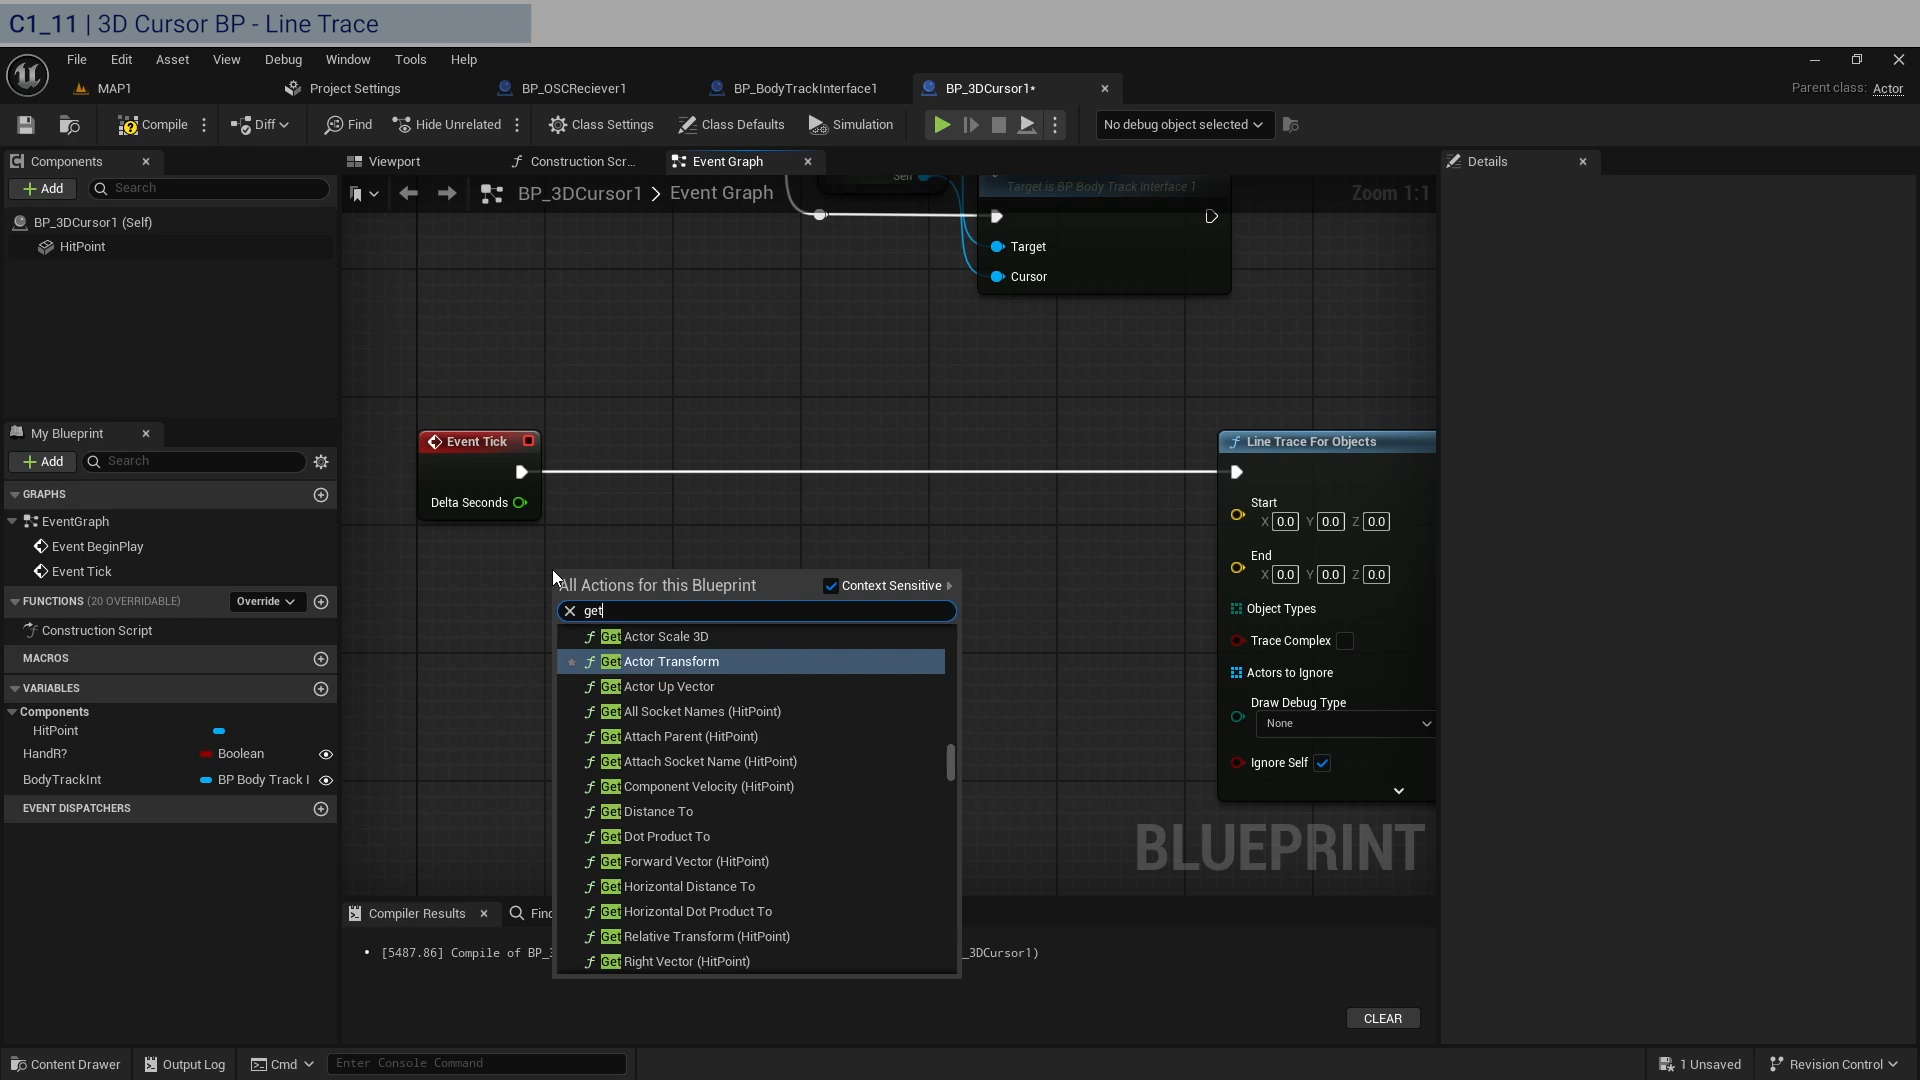 C1_11 | 3D Cursor BP - Line Trace
File Edit Asset View Debug Window Tools Help
MAP1 Project Settings BP_OSCReciever1 BP_BodyTrackInterface1 BP_3DCursor1* Parent class: Actor
Compile Diff Find Hide Unrelated Class Settings Class Defaults Simulation No debug object selected
Components Viewport Construction Scr... Event Graph Details
Add Search
BP_3DCursor1 > Event Graph Zoom 1:1
BP_3DCursor1 (Self)
HitPoint
Self
Target is BP Body Track Interface 1
Target
Cursor
My Blueprint
Add Search
GRAPHS
EventGraph
Event BeginPlay
Event Tick
FUNCTIONS (20 OVERRIDABLE) Override
Construction Script
MACROS
VARIABLES
Components
HitPoint
HandR? Boolean
BodyTrackInt BP Body Track I
EVENT DISPATCHERS
Event Tick
Delta Seconds
Line Trace For Objects
Start
X 0.0 Y 0.0 Z 0.0
End
X 0.0 Y 0.0 Z 0.0
Object Types
Trace Complex
Actors to Ignore
Draw Debug Type
None
Ignore Self
All Actions for this Blueprint Context Sensitive
get
Get Actor Scale 3D
Get Actor Transform
Get Actor Up Vector
Get All Socket Names (HitPoint)
Get Attach Parent (HitPoint)
Get Attach Socket Name (HitPoint)
Get Component Velocity (HitPoint)
Get Distance To
Get Dot Product To
Get Forward Vector (HitPoint)
Get Horizontal Distance To
Get Horizontal Dot Product To
Get Relative Transform (HitPoint)
Get Right Vector (HitPoint)
BLUEPRINT
Compiler Results Find
[5487.86] Compile of BP_3 _3DCursor1)
CLEAR
Content Drawer Output Log Cmd Enter Console Command 1 Unsaved Revision Control